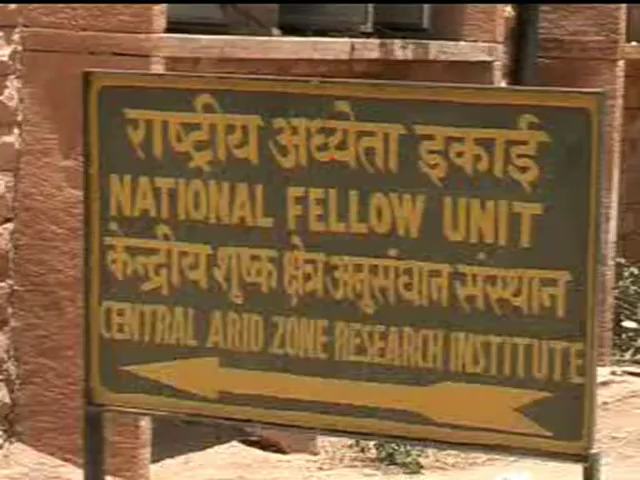 राष्ट्रीय अध्येता इकाई
NATIONAL FELLOW UNIT
केन्द्रीय शुष्क क्षेत्र अनुसंधान संस्थान
CENTRAL ARID ZONE RESEARCH INSTITUTE